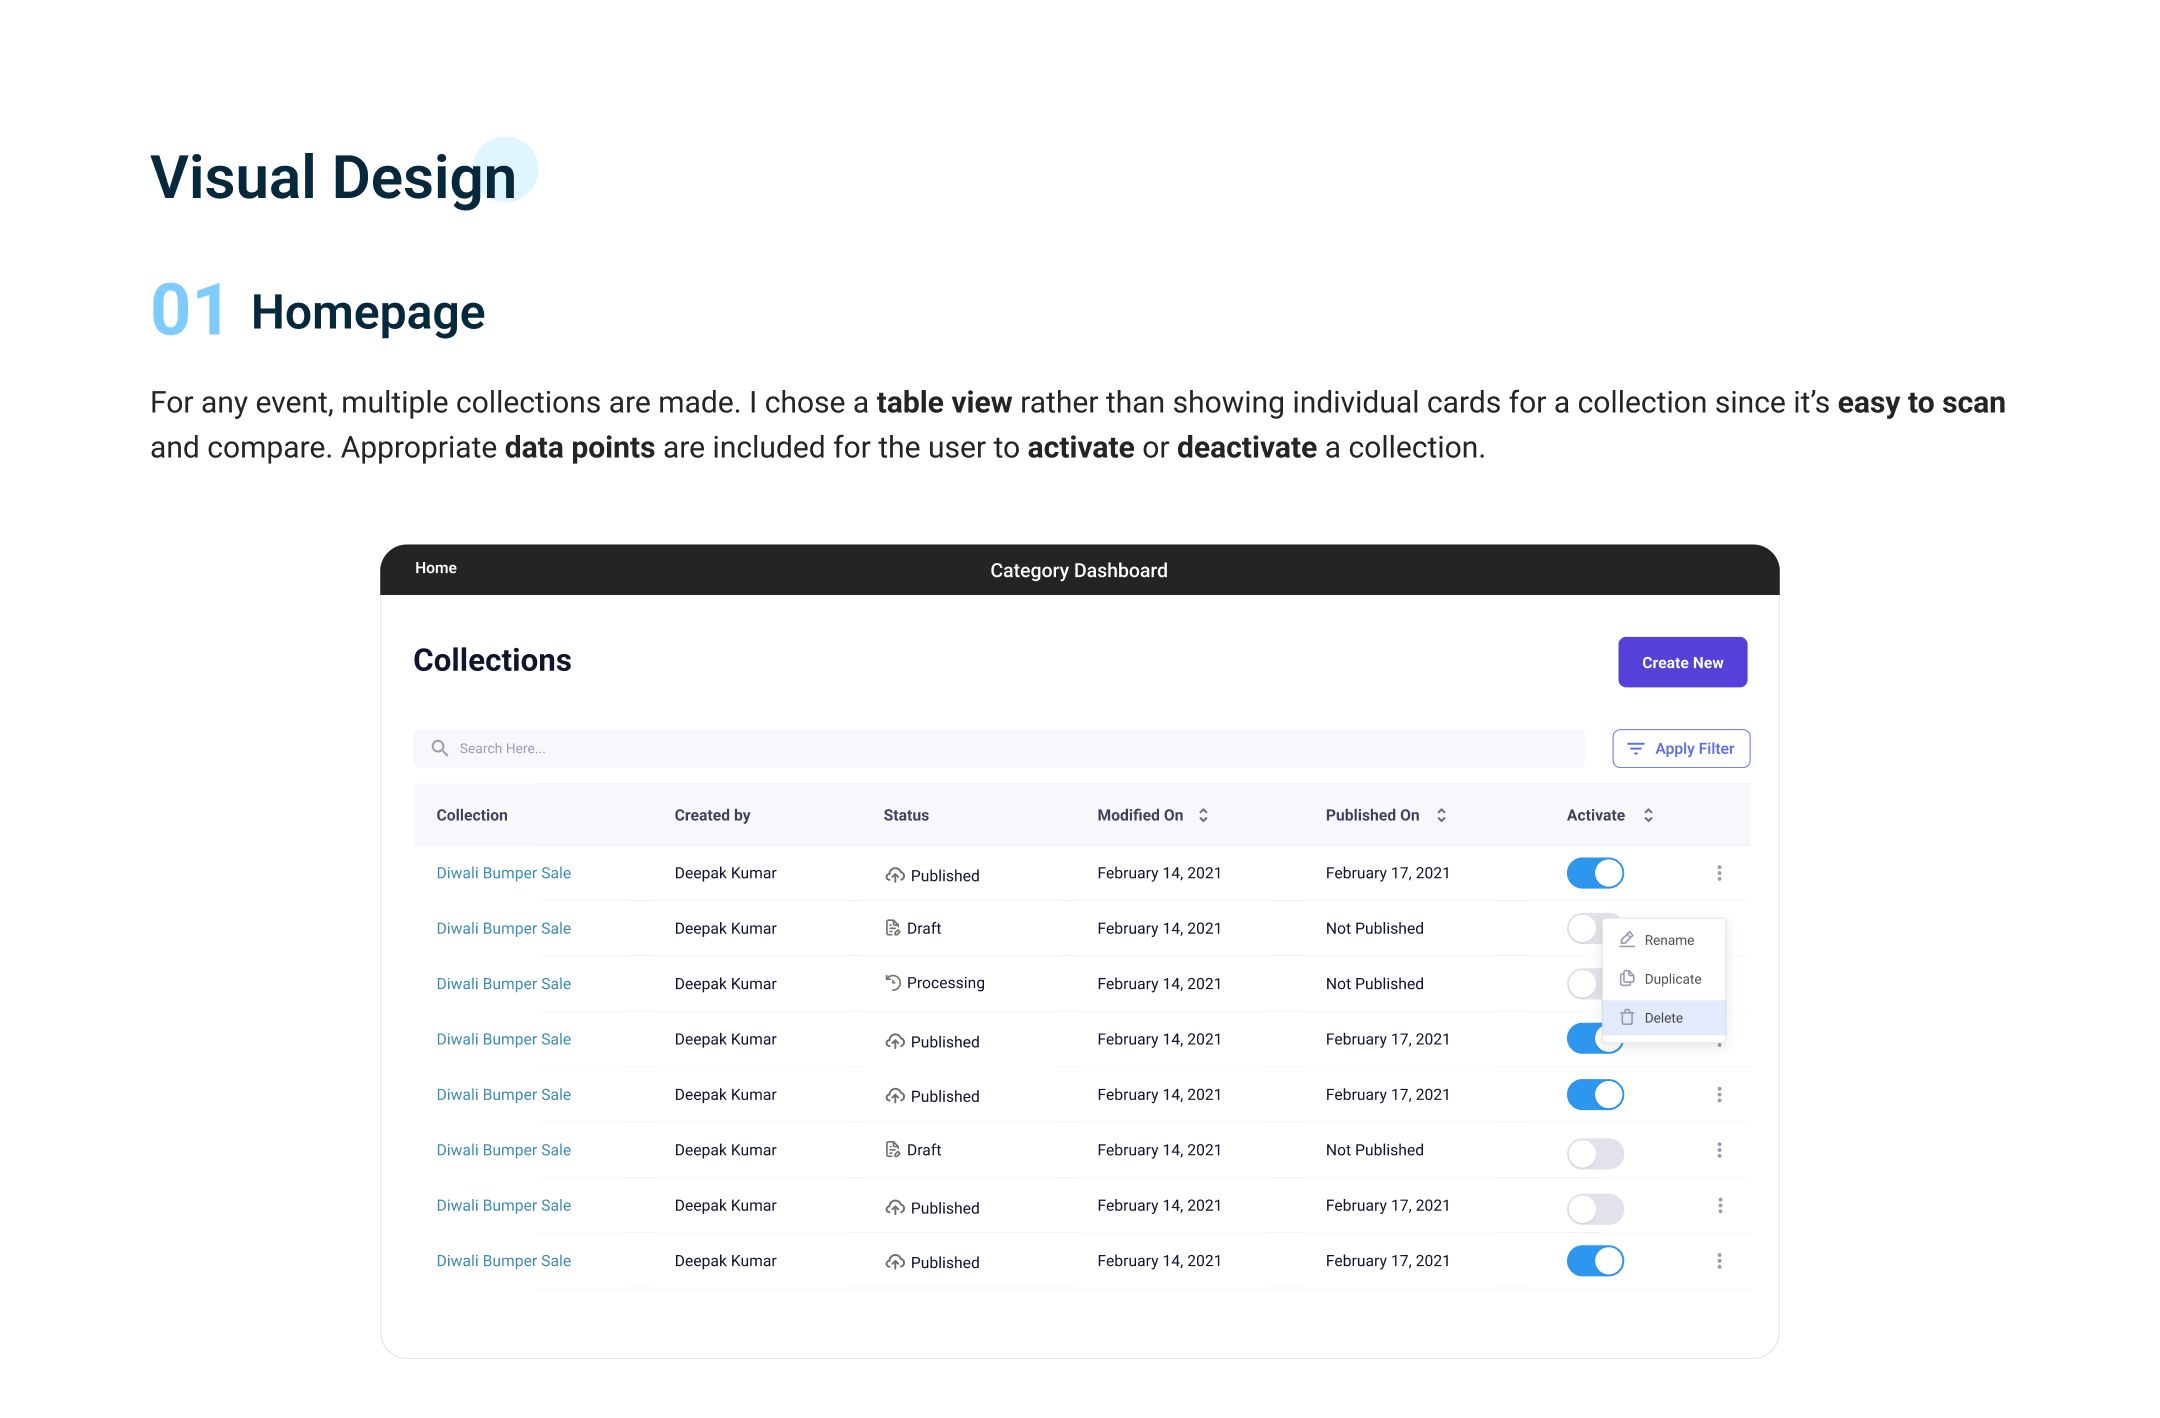 Visual Design
01 Homepage
For any event, multiple collections are made. I chose a table view rather than showing individual cards for a collection since it’s easy to scan
and compare. Appropriate data points are included for the user to activate or deactivate a collection.
Home Category Dashboard
Collections Create New
Search Here... Apply Filter
Collection Created by Status Modified On Published On Activate
Diwali Bumper Sale Deepak Kumar Published February 14, 2021 February 17, 2021
Diwali Bumper Sale Deepak Kumar Draft February 14, 2021 Not Published
Rename
Diwali Bumper Sale Deepak Kumar Processing February 14, 2021 Not Published
Duplicate
Delete
Diwali Bumper Sale Deepak Kumar Published February 14, 2021 February 17, 2021
Diwali Bumper Sale Deepak Kumar Published February 14, 2021 February 17, 2021
Diwali Bumper Sale Deepak Kumar Draft February 14, 2021 Not Published
Diwali Bumper Sale Deepak Kumar Published February 14, 2021 February 17, 2021
Diwali Bumper Sale Deepak Kumar Published February 14, 2021 February 17, 2021